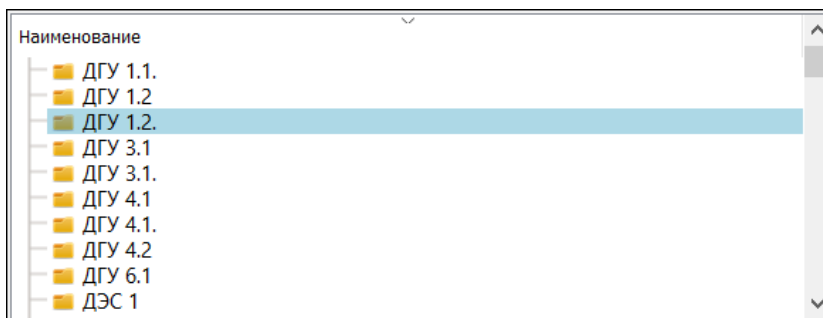 Наименование
ДГУ 1.1.
ДГУ 1.2
ДГУ 1.2.
ДГУ 3.1
ДГУ 3.1.
ДГУ 4.1
ДГУ 4.1.
ДГУ 4.2
ДГУ 6.1
ДЭС 1